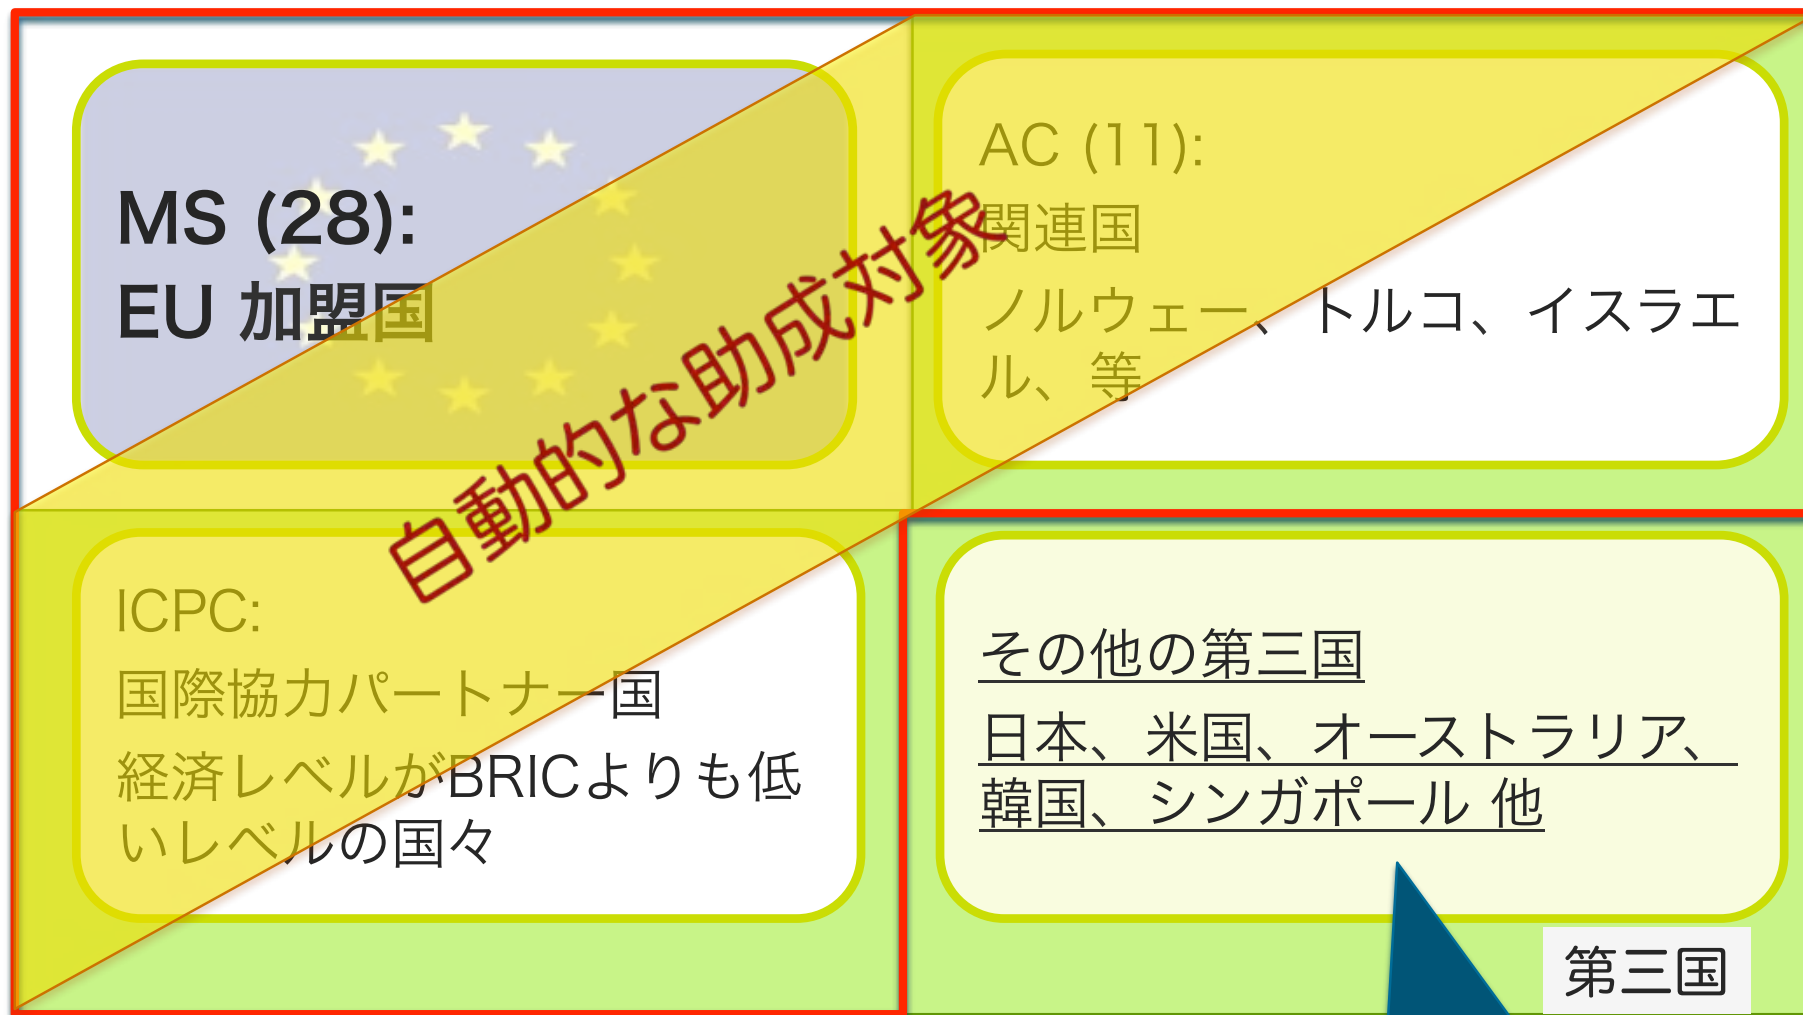 MS (28):
EU 加盟国
AC (11):
関連国
ノルウェー、トルコ、イスラエ
ル、等
自動的な助成対象
ICPC:
国際協力パートナー国
経済レベルがBRICよりも低
いレベルの国々
その他の第三国
日本、米国、オーストラリア、
韓国、シンガポール 他
第三国